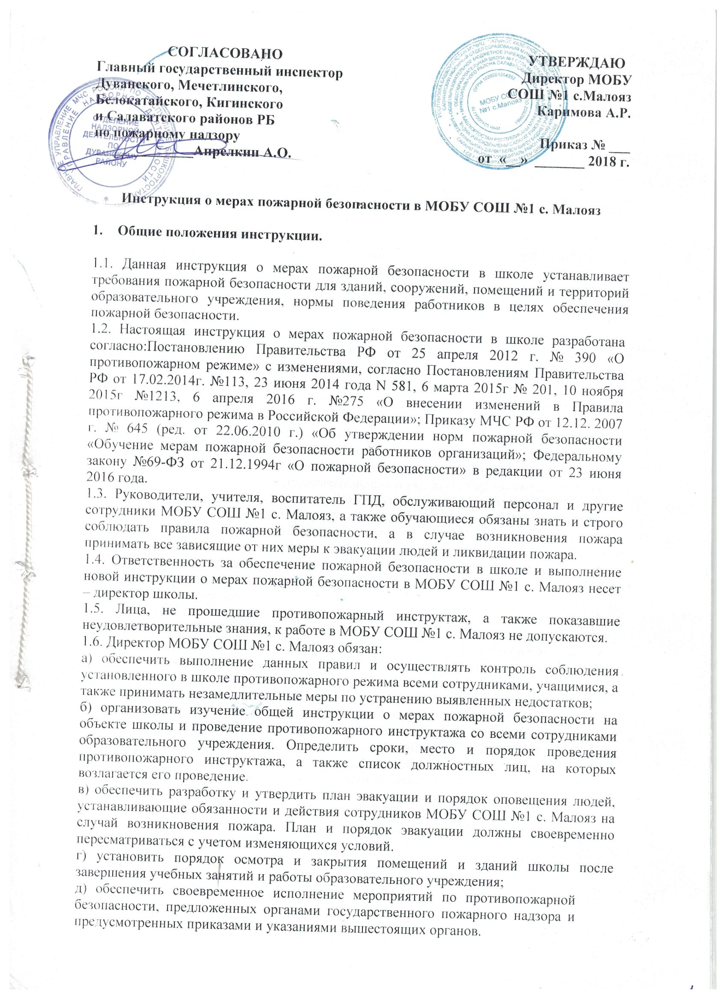 СОГЛАСОВАНО
Главный государственный инспектор
Дуванского, Мечетлинского,
Белокатайского, Кигинского
и Салаватского районов РБ
по пожарному надзору
______________Апрелкин А.О.
ОТДЕЛЕНИЕ
НАДЗОРНОЙ
ДЕЯТЕЛЬНОСТИ
ПО
ДУВАНСКОМУ
РАЙОНУ
УТВЕРЖДАЮ
Директор МОБУ
СОШ №1 с.Малояз
Каримова А.Р.
Приказ № ___
от «__» _______ 2018 г.
ОГРН 1020201204352
МОБУ СОШ
№1 с.Малояз
Инструкция о мерах пожарной безопасности в МОБУ СОШ №1 с. Малояз
1. Общие положения инструкции.
1.1. Данная инструкция о мерах пожарной безопасности в школе устанавливает
требования пожарной безопасности для зданий, сооружений, помещений и территорий
образовательного учреждения, нормы поведения работников в целях обеспечения
пожарной безопасности.
1.2. Настоящая инструкция о мерах пожарной безопасности в школе разработана
согласно:Постановлению Правительства РФ от 25 апреля 2012 г. № 390 «О
противопожарном режиме» с изменениями, согласно Постановлениям Правительства
РФ от 17.02.2014г. №113, 23 июня 2014 года N 581, 6 марта 2015г № 201, 10 ноября
2015г №1213, 6 апреля 2016 г. №275 «О внесении изменений в Правила
противопожарного режима в Российской Федерации»; Приказу МЧС РФ от 12.12. 2007
г. № 645 (ред. от 22.06.2010 г.) «Об утверждении норм пожарной безопасности
«Обучение мерам пожарной безопасности работников организаций»; Федеральному
закону №69-ФЗ от 21.12.1994г «О пожарной безопасности» в редакции от 23 июня
2016 года.
1.3. Руководители, учителя, воспитатель ГПД, обслуживающий персонал и другие
сотрудники МОБУ СОШ №1 с. Малояз, а также обучающиеся обязаны знать и строго
соблюдать правила пожарной безопасности, а в случае возникновения пожара
принимать все зависящие от них меры к эвакуации людей и ликвидации пожара.
1.4. Ответственность за обеспечение пожарной безопасности в школе и выполнение
новой инструкции о мерах пожарной безопасности в МОБУ СОШ №1 с. Малояз несет
– директор школы.
1.5. Лица, не прошедшие противопожарный инструктаж, а также показавшие
неудовлетворительные знания, к работе в МОБУ СОШ №1 с. Малояз не допускаются.
1.6. Директор МОБУ СОШ №1 с. Малояз обязан:
а) обеспечить выполнение данных правил и осуществлять контроль соблюдения
установленного в школе противопожарного режима всеми сотрудниками, учащимися, а
также принимать незамедлительные меры по устранению выявленных недостатков;
б) организовать изучение общей инструкции о мерах пожарной безопасности на
объекте школы и проведение противопожарного инструктажа со всеми сотрудниками
образовательного учреждения. Определить сроки, место и порядок проведения
противопожарного инструктажа, а также список должностных лиц, на которых
возлагается его проведение.
в) обеспечить разработку и утвердить план эвакуации и порядок оповещения людей,
устанавливающие обязанности и действия сотрудников МОБУ СОШ №1 с. Малояз на
случай возникновения пожара. План и порядок эвакуации должны своевременно
пересматриваться с учетом изменяющихся условий.
г) установить порядок осмотра и закрытия помещений и зданий школы после
завершения учебных занятий и работы образовательного учреждения;
д) обеспечить своевременное исполнение мероприятий по противопожарной
безопасности, предложенных органами государственного пожарного надзора и
предусмотренных приказами и указаниями вышестоящих органов.